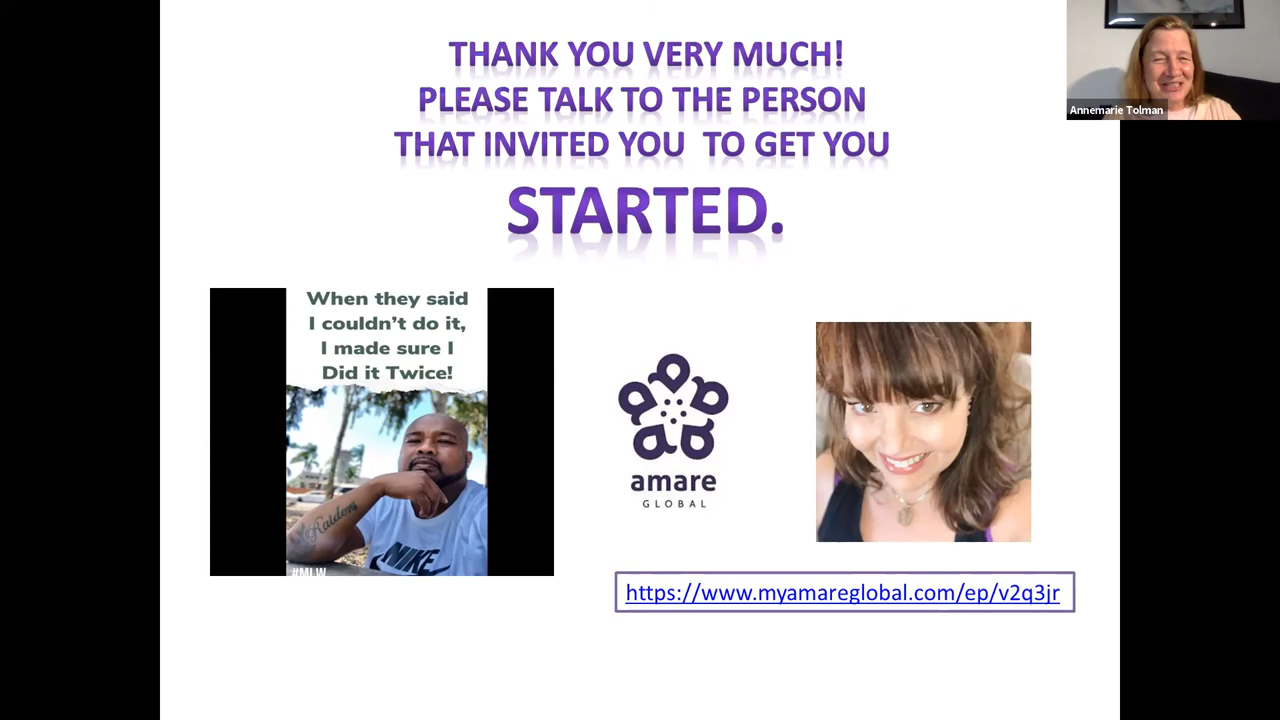 THANK YOU VERY MUCH!
PLEASE TALK TO THE PERSON
THAT INVITED YOU TO GET YOU
STARTED.
Annemarie Tolman
When they said
I couldn't do it,
I made sure I
Did it Twice!
Raiders
NIKE
#MLW
amare
GLOBAL
https://www.myamareglobal.com/ep/v2q3jr